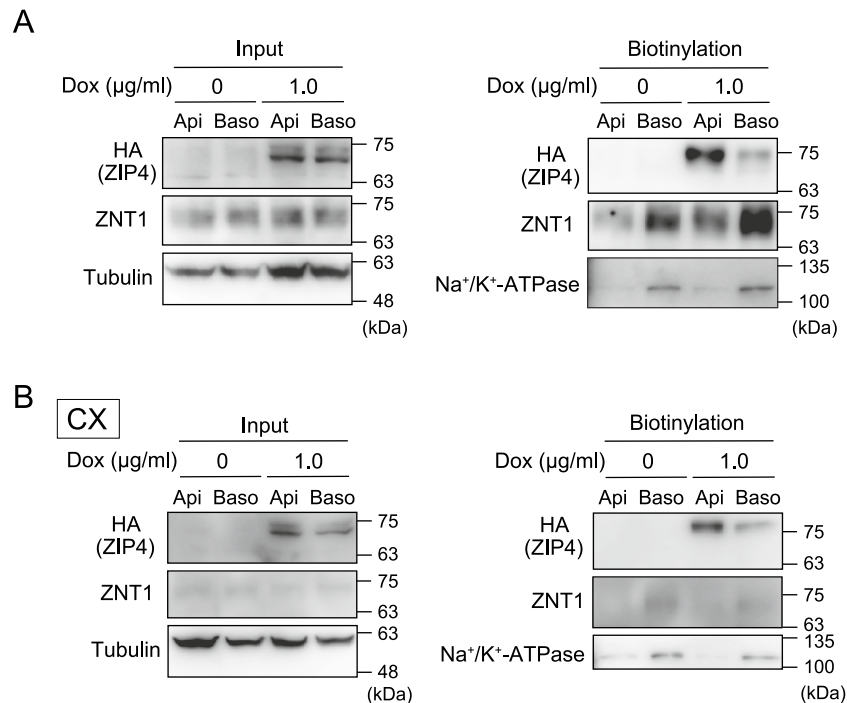 A
Input
Dox (µg/ml) 0 1.0
Api Baso Api Baso
HA
(ZIP4)
75
63
ZNT1
75
63
Tubulin
63
48
(kDa)
Biotinylation
Dox (µg/ml) 0 1.0
Api Baso Api Baso
HA
(ZIP4)
75
63
ZNT1
75
63
Na⁺/K⁺-ATPase
135
100
(kDa)
B
CX
Input
Dox (µg/ml) 0 1.0
Api Baso Api Baso
HA
(ZIP4)
75
63
ZNT1
75
63
Tubulin
63
48
(kDa)
Biotinylation
Dox (µg/ml) 0 1.0
Api Baso Api Baso
HA
(ZIP4)
75
63
ZNT1
75
63
Na⁺/K⁺-ATPase
135
100
(kDa)